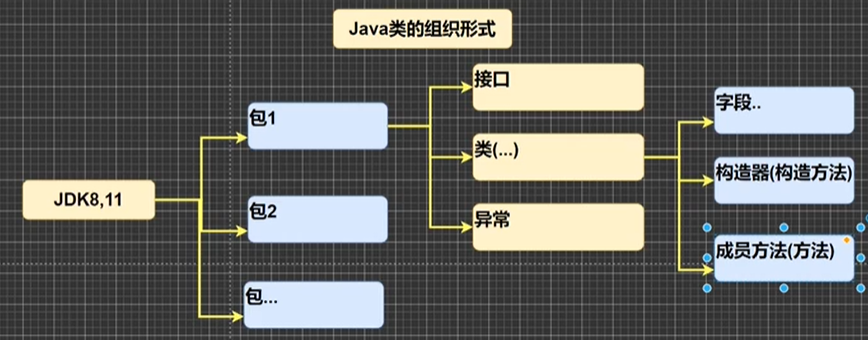 Java类的组织形式
JDK8,11
包1
包2
包...
接口
类(...)
异常
字段..
构造器(构造方法)
成员方法(方法)